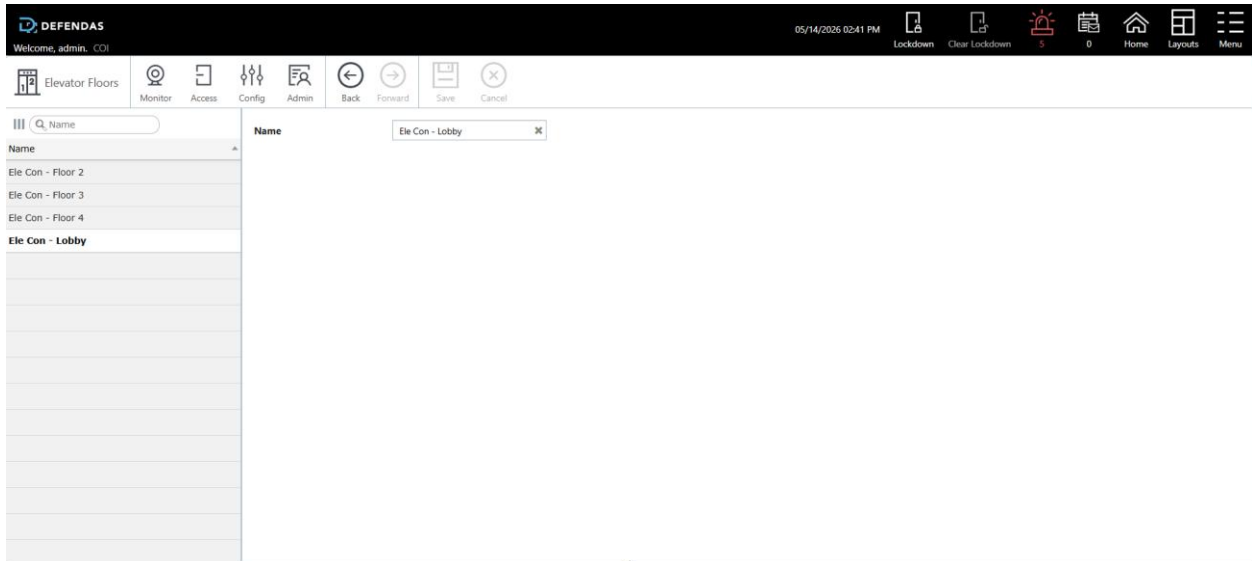 DEFENDAS
Welcome, admin. COI
05/14/2026 02:41 PM
Lockdown
Clear Lockdown
5
0
Home
Layouts
Menu
1 2
Elevator Floors
Monitor
Access
Config
Admin
Back
Forward
Save
Cancel
Name
Name
Ele Con - Floor 2
Ele Con - Floor 3
Ele Con - Floor 4
Ele Con - Lobby
Name
Ele Con - Lobby